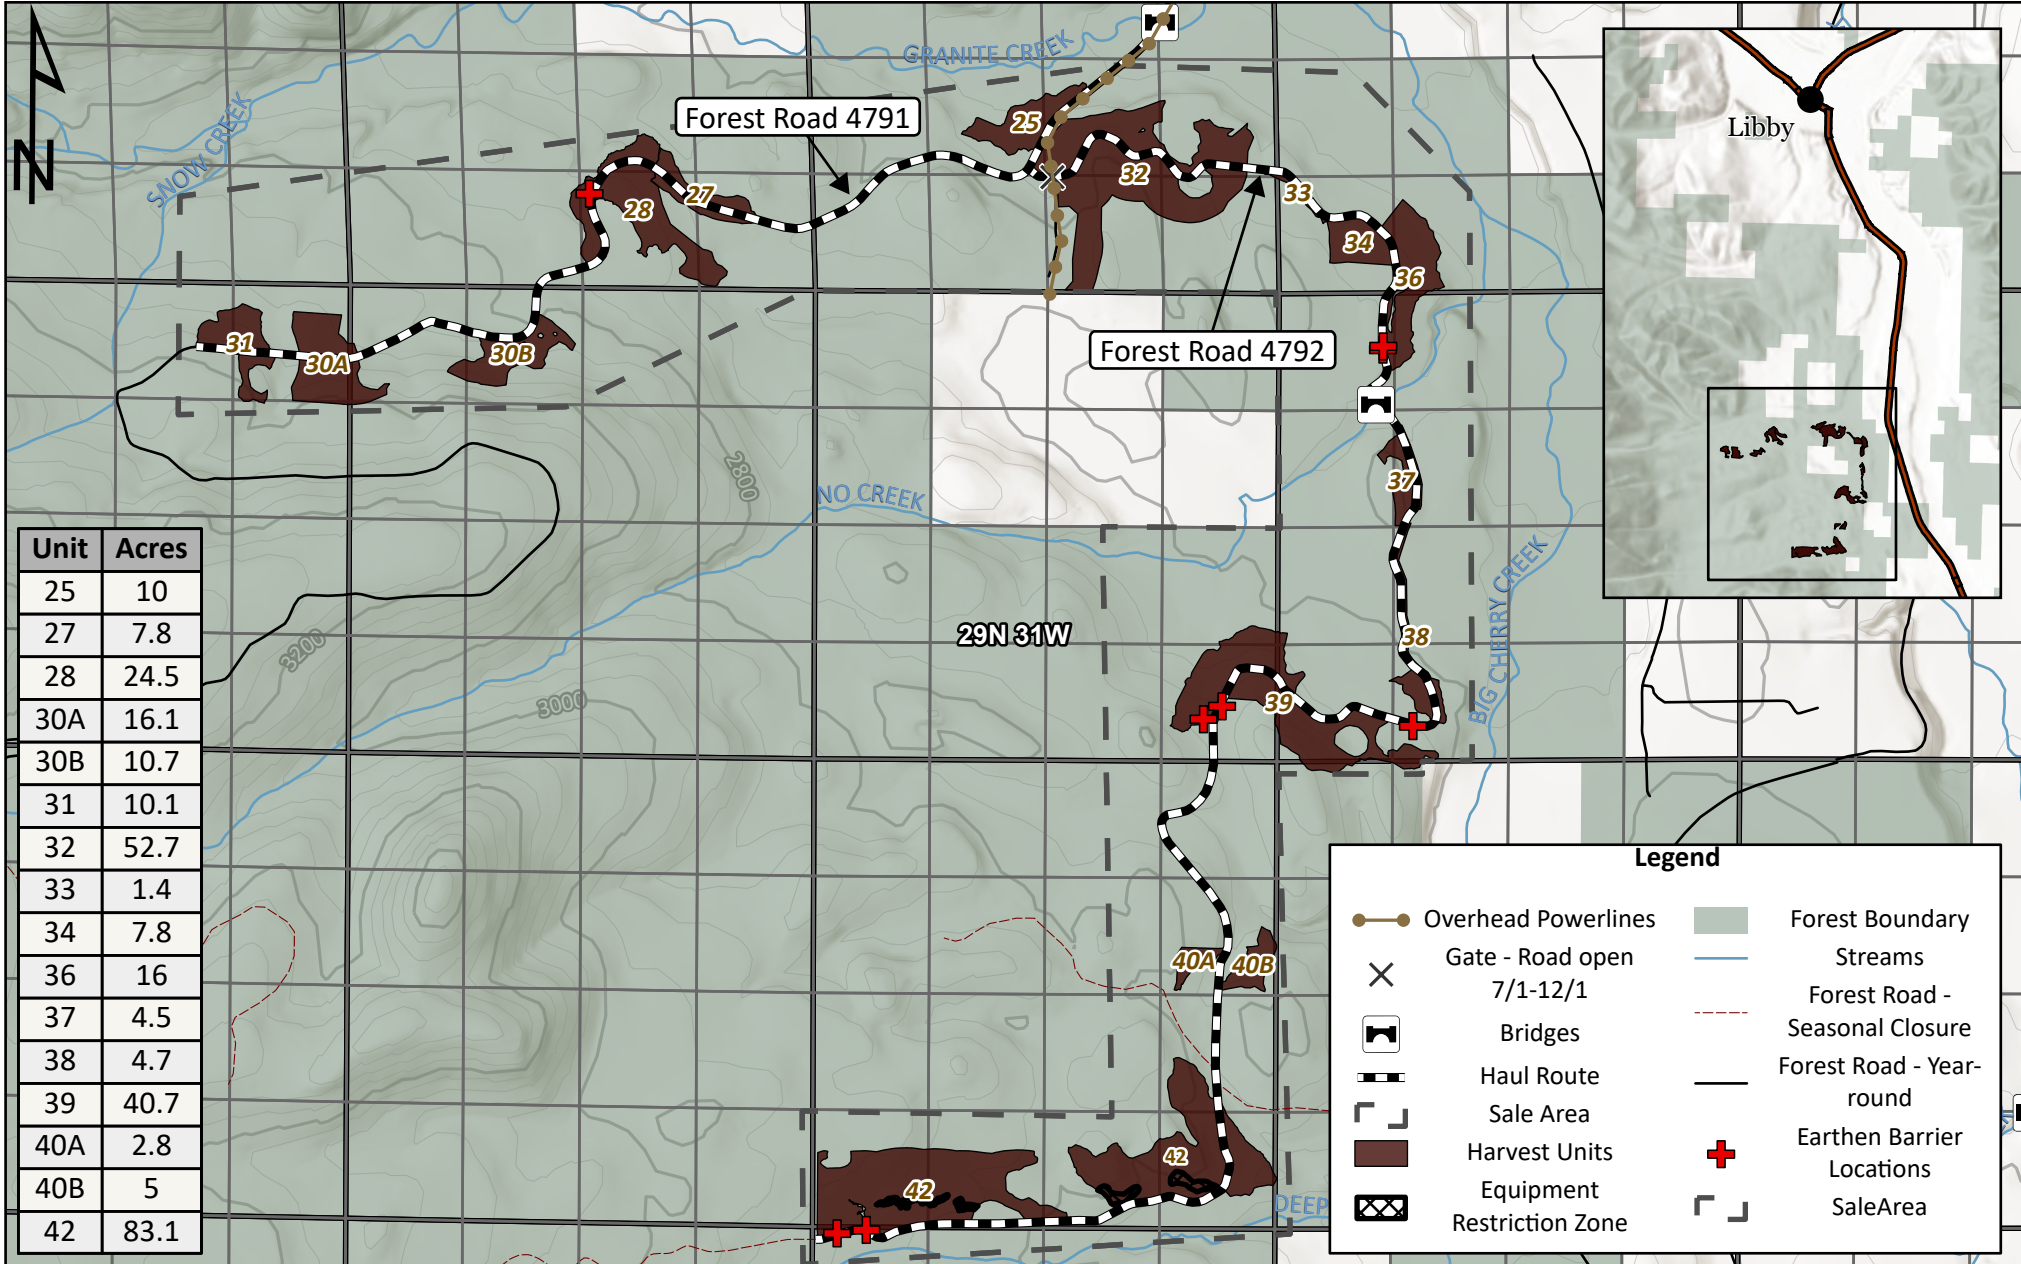 GRANITE CREEK
SNOW CREEK
Forest Road 4791
25
32
27
28
33
34
36
Forest Road 4792
31
30A
30B
2800
NO CREEK
37
BIG CHERRY CREEK
38
29N 31W
3200
3000
39
40A
40B
42
42
DEEP
N
Libby
Unit Acres
25 10
27 7.8
28 24.5
30A 16.1
30B 10.7
31 10.1
32 52.7
33 1.4
34 7.8
36 16
37 4.5
38 4.7
39 40.7
40A 2.8
40B 5
42 83.1
Legend
Overhead Powerlines
Gate - Road open
7/1-12/1
Bridges
Haul Route
Sale Area
Harvest Units
Equipment
Restriction Zone
Forest Boundary
Streams
Forest Road -
Seasonal Closure
Forest Road - Year-
round
Earthen Barrier
Locations
SaleArea